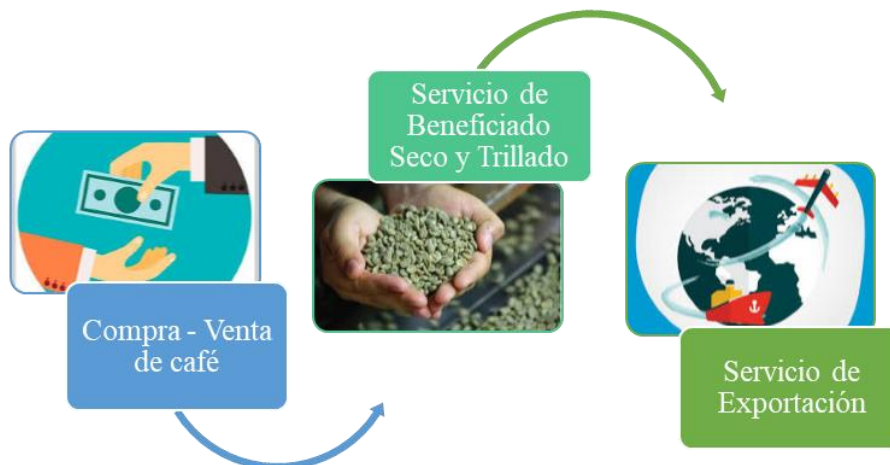 Compra - Venta
de café
Servicio de
Beneficiado
Seco y Trillado
Servicio de
Exportación